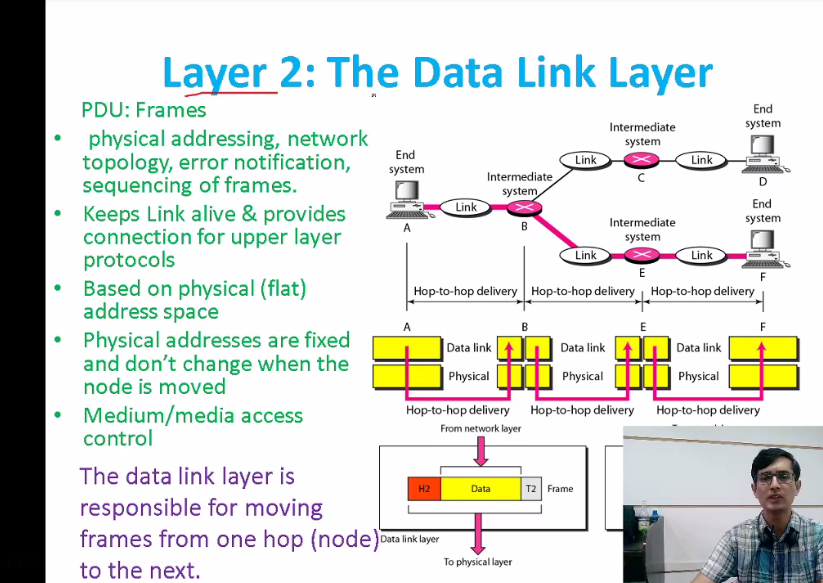 Layer 2: The Data Link Layer
PDU: Frames
• physical addressing, network
topology, error notification,
sequencing of frames.
• Keeps Link alive & provides
connection for upper layer
protocols
• Based on physical (flat)
address space
• Physical addresses are fixed
and don't change when the
node is moved
• Medium/media access
control
The data link layer is
responsible for moving
frames from one hop (node)
to the next.
End
system
A
Link
Intermediate
system
B
Link
Intermediate
system
C
Link
End
system
D
Link
Intermediate
system
E
Link
End
system
F
Hop-to-hop delivery
Hop-to-hop delivery
Hop-to-hop delivery
A
B
E
F
Data link
Data link
Data link
Physical
Physical
Physical
Hop-to-hop delivery
Hop-to-hop delivery
Hop-to-hop delivery
From network layer
H2
Data
T2
Frame
Data link layer
To physical layer